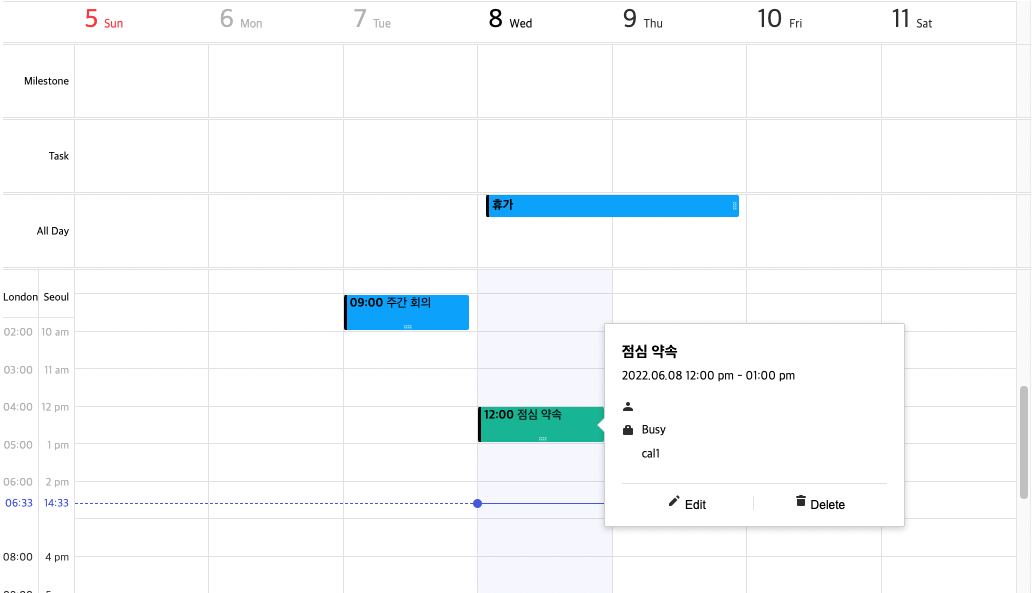 5 Sun 6 Mon 7 Tue 8 Wed 9 Thu 10 Fri 11 Sat
Milestone
Task
All Day
휴가
London Seoul
09:00 주간 회의
02:00 10 am
03:00 11 am
04:00 12 pm
12:00 점심 약속
05:00 1 pm
06:00 2 pm
06:33 14:33
08:00 4 pm
점심 약속
2022.06.08 12:00 pm - 01:00 pm
Busy
cal1
Edit Delete